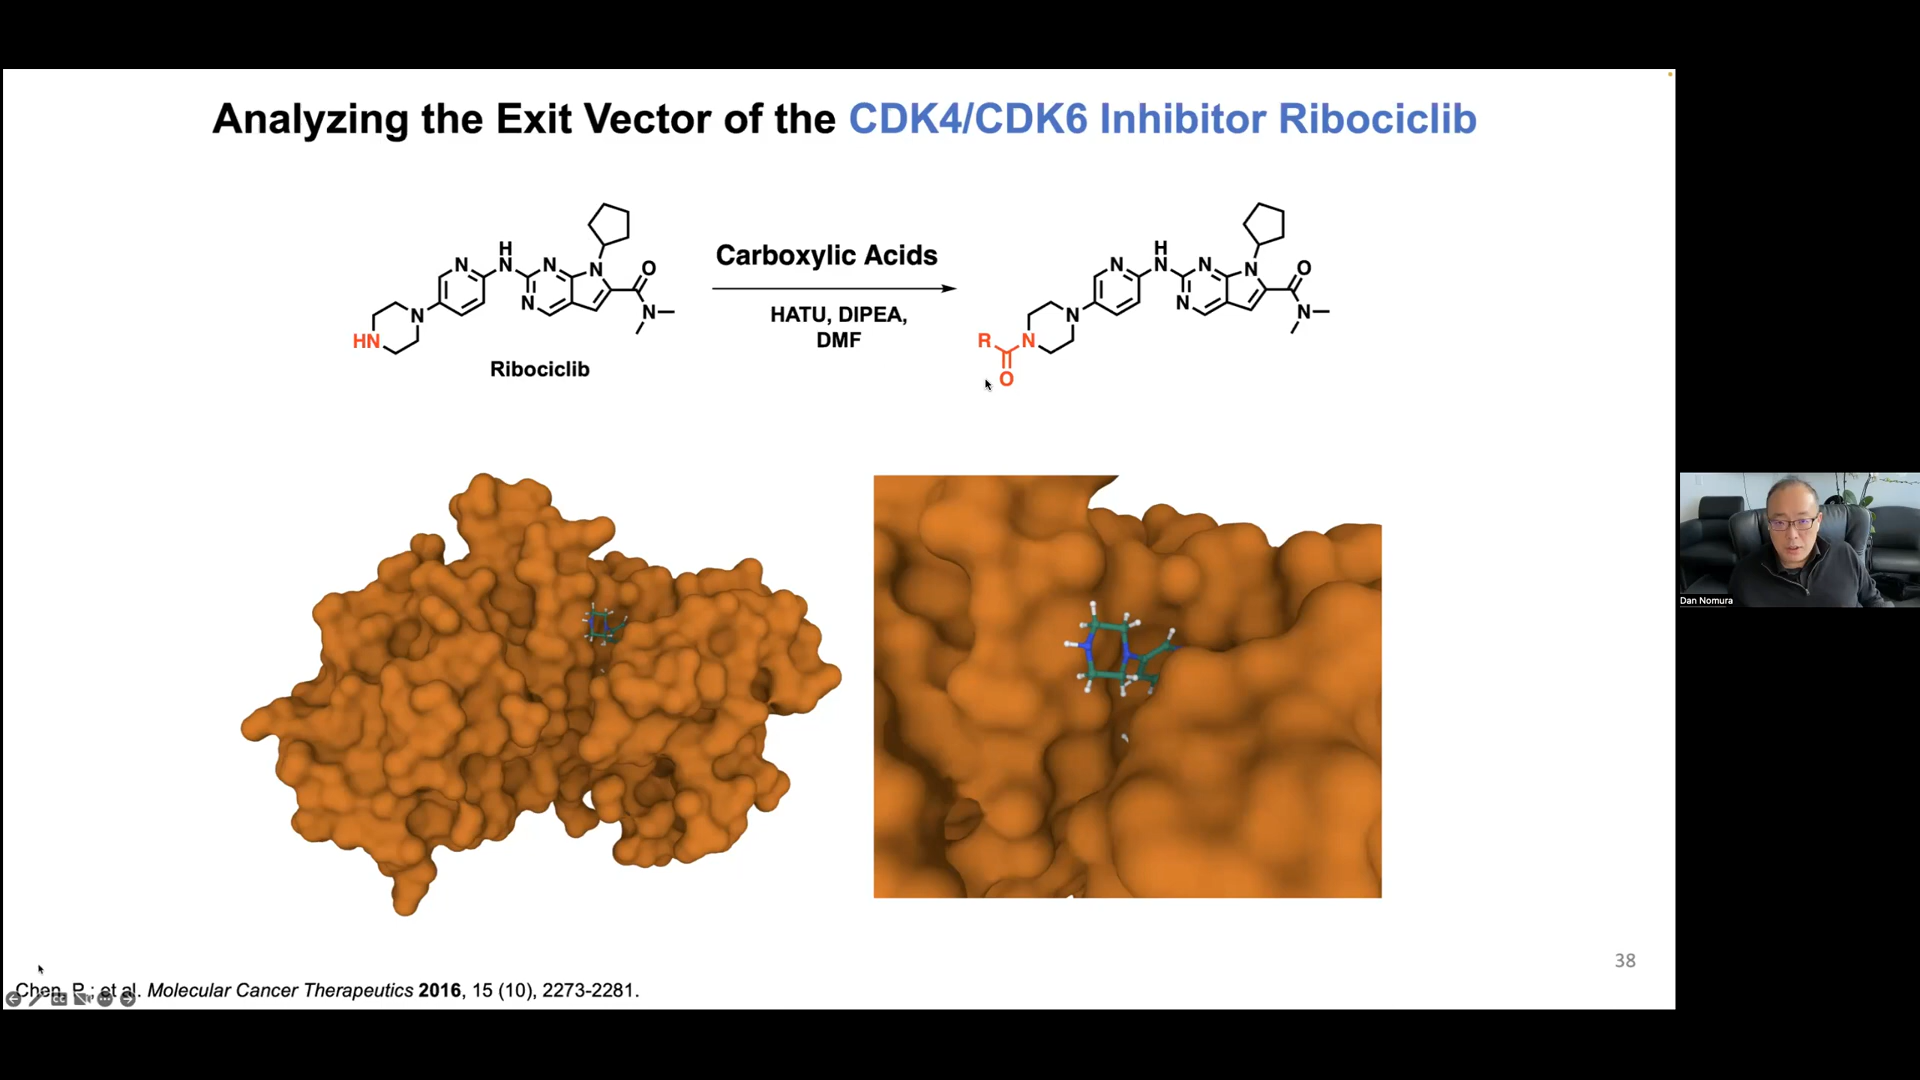 Analyzing the Exit Vector of the CDK4/CDK6 Inhibitor Ribociclib
H
N
N
N
N
N
O
N
N
HN
Ribociclib
Carboxylic Acids
HATU, DIPEA,
DMF
H
N
N
N
N
N
O
N
N
N
R
O
Dan Nomura
38
Chen, P.; et al. Molecular Cancer Therapeutics 2016, 15 (10), 2273-2281.